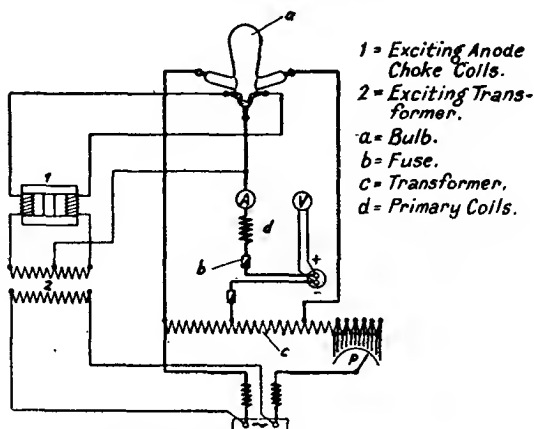 a
1 = Exciting Anode
Choke Coils.
2 = Exciting Trans-
former.
a = Bulb.
b = Fuse.
c = Transformer.
d = Primary Coils.
1
A
V
d
b
+
-
2
c
P
~